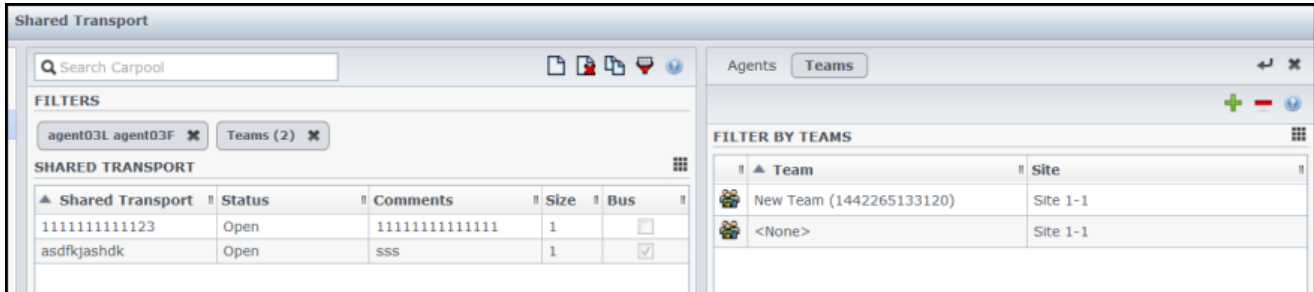 Shared Transport
Search Carpool
FILTERS
agent03L agent03F
Teams (2)
SHARED TRANSPORT
Shared Transport Status Comments Size Bus
1111111111123 Open 11111111111111 1
asdfkjashdk Open sss 1
Agents Teams
FILTER BY TEAMS
Team Site
New Team (1442265133120) Site 1-1
<None> Site 1-1